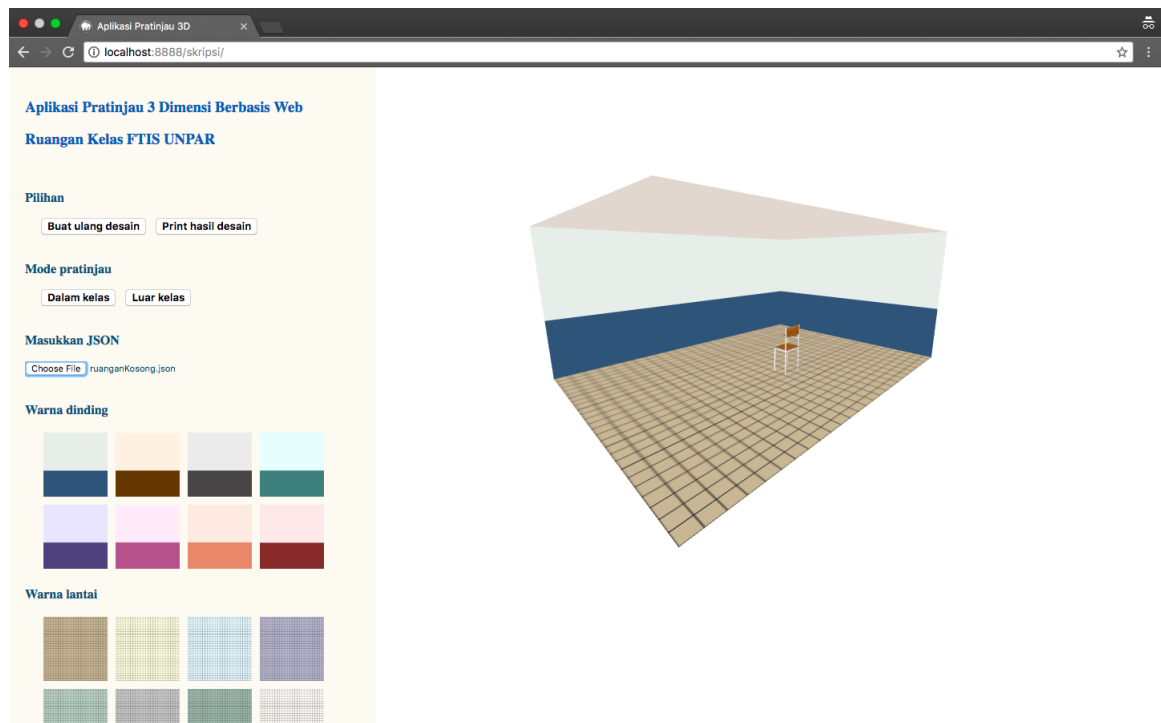 Aplikasi Pratinjau 3D
localhost:8888/skripsi/
Aplikasi Pratinjau 3 Dimensi Berbasis Web
Ruangan Kelas FTIS UNPAR
Pilihan
Buat ulang desain Print hasil desain
Mode pratinjau
Dalam kelas Luar kelas
Masukkan JSON
Choose File ruanganKosong.json
Warna dinding
Warna lantai